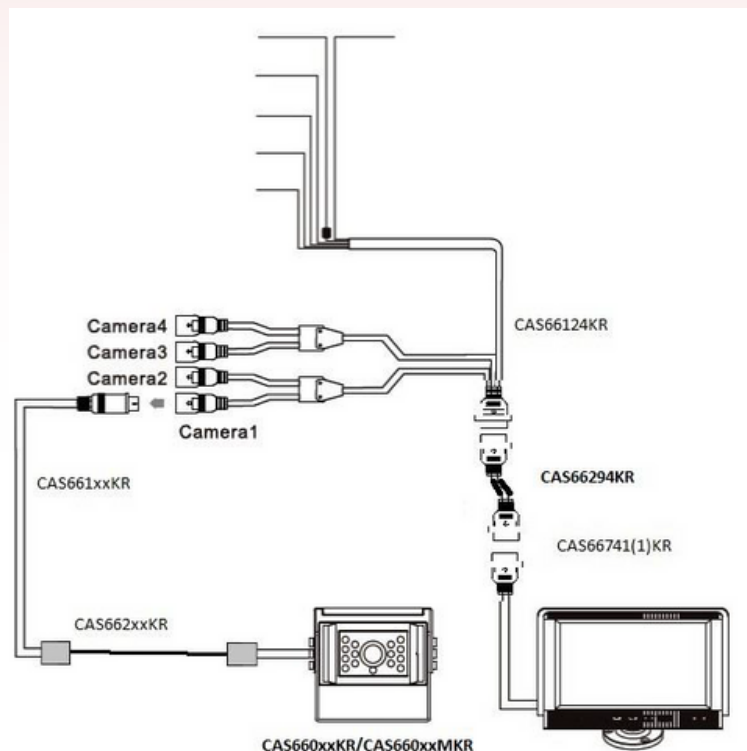 CAS66124KR
Camera4
Camera3
Camera2
Camera1
CAS661xxKR
CAS66294KR
CAS66741(1)KR
CAS662xxKR
CAS660xxKR/CAS660xxMKR